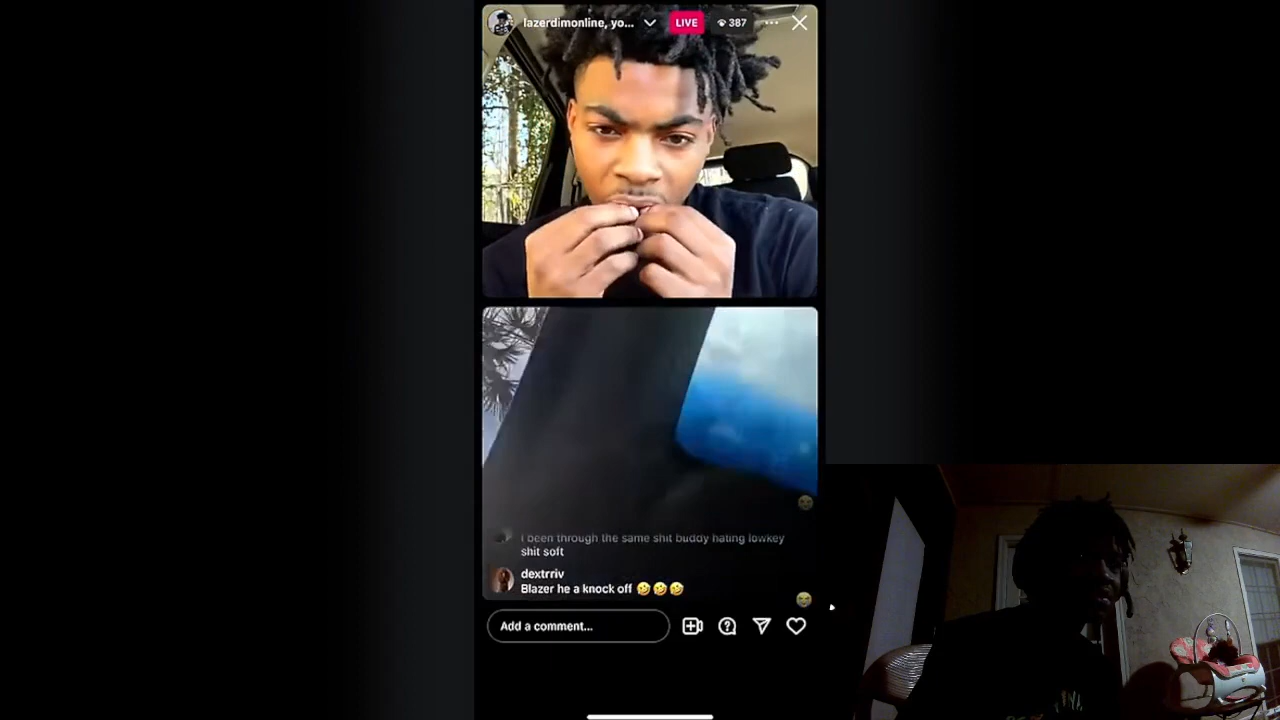 lazerdimonline, yo...
LIVE
387
I been through the same shit buddy hating lowkey
shit soft
dextrriv
Blazer he a knock off 🤣🤣🤣
Add a comment...